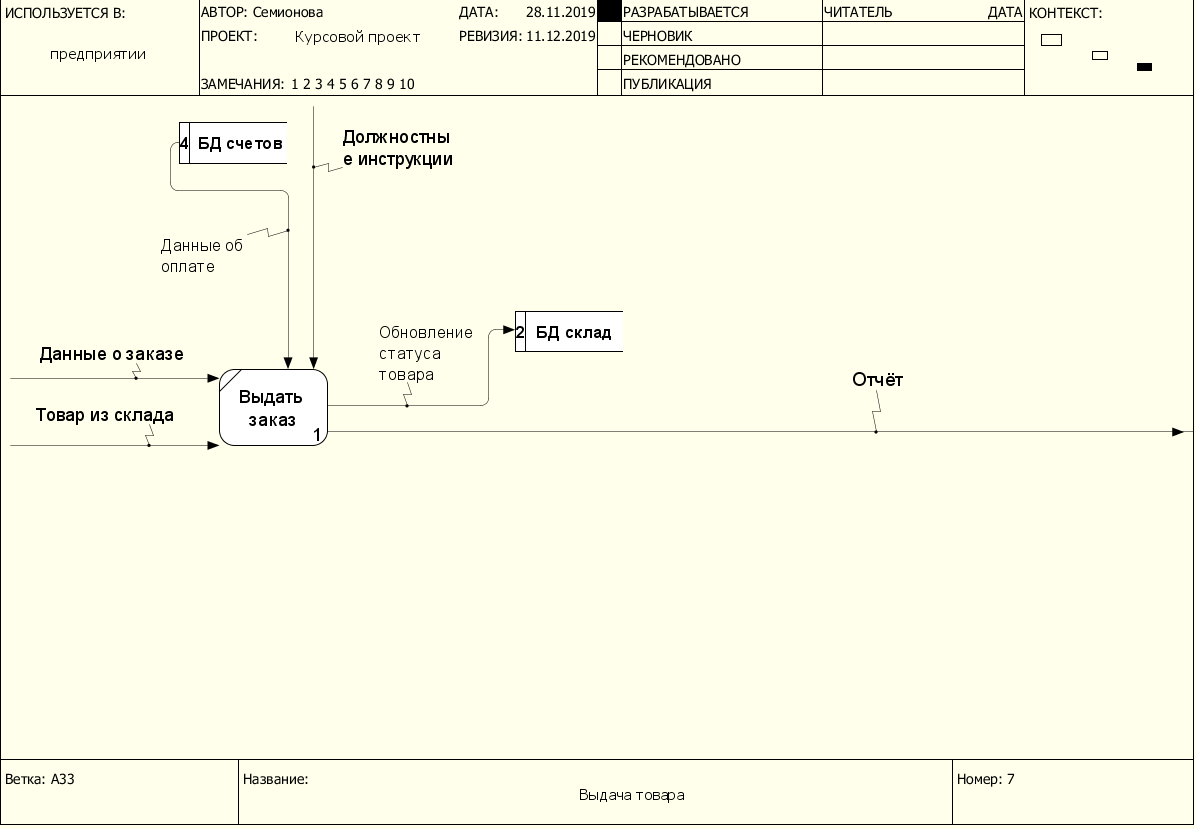 ИСПОЛЬЗУЕТСЯ В:
предприятии
АВТОР: Семионова
ДАТА: 28.11.2019
ПРОЕКТ: Курсовой проект
РЕВИЗИЯ: 11.12.2019
ЗАМЕЧАНИЯ: 1 2 3 4 5 6 7 8 9 10
РАЗРАБАТЫВАЕТСЯ
ЧЕРНОВИК
РЕКОМЕНДОВАНО
ПУБЛИКАЦИЯ
ЧИТАТЕЛЬ ДАТА
КОНТЕКСТ:
4 БД счетов
Должностны
е инструкции
Данные об
оплате
Обновление
статуса
товара
2 БД склад
Данные о заказе
Товар из склада
Выдать
заказ
1
Отчёт
Ветка: A33
Название:
Выдача товара
Номер: 7